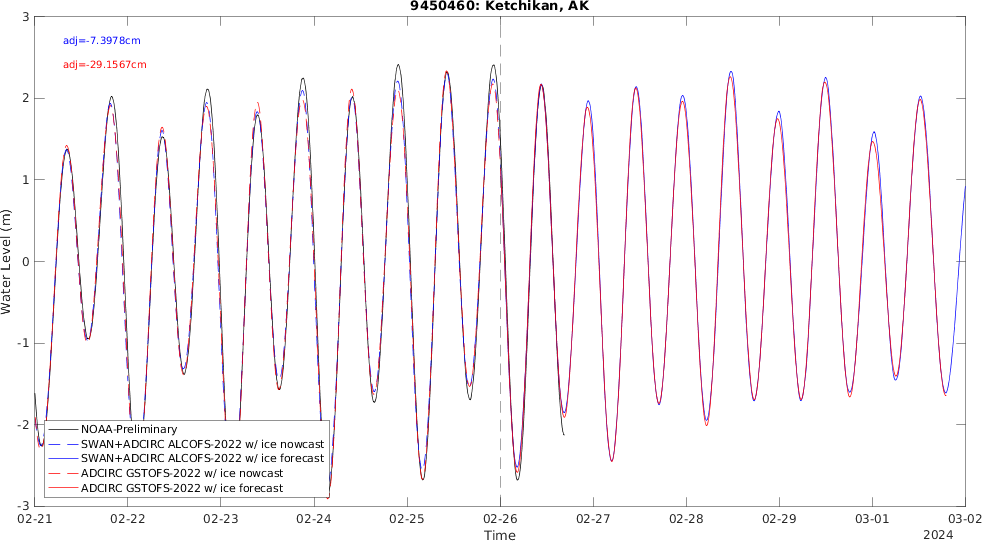 9450460: Ketchikan, AK
adj=-7.3978cm
adj=-29.1567cm
3
2
1
0
-1
-2
-3
Water Level (m)
NOAA-Preliminary
SWAN+ADCIRC ALCOFS-2022 w/ ice nowcast
SWAN+ADCIRC ALCOFS-2022 w/ ice forecast
ADCIRC GSTOFS-2022 w/ ice nowcast
ADCIRC GSTOFS-2022 w/ ice forecast
02-21 02-22 02-23 02-24 02-25 02-26 02-27 02-28 02-29 03-01 03-02
Time
2024